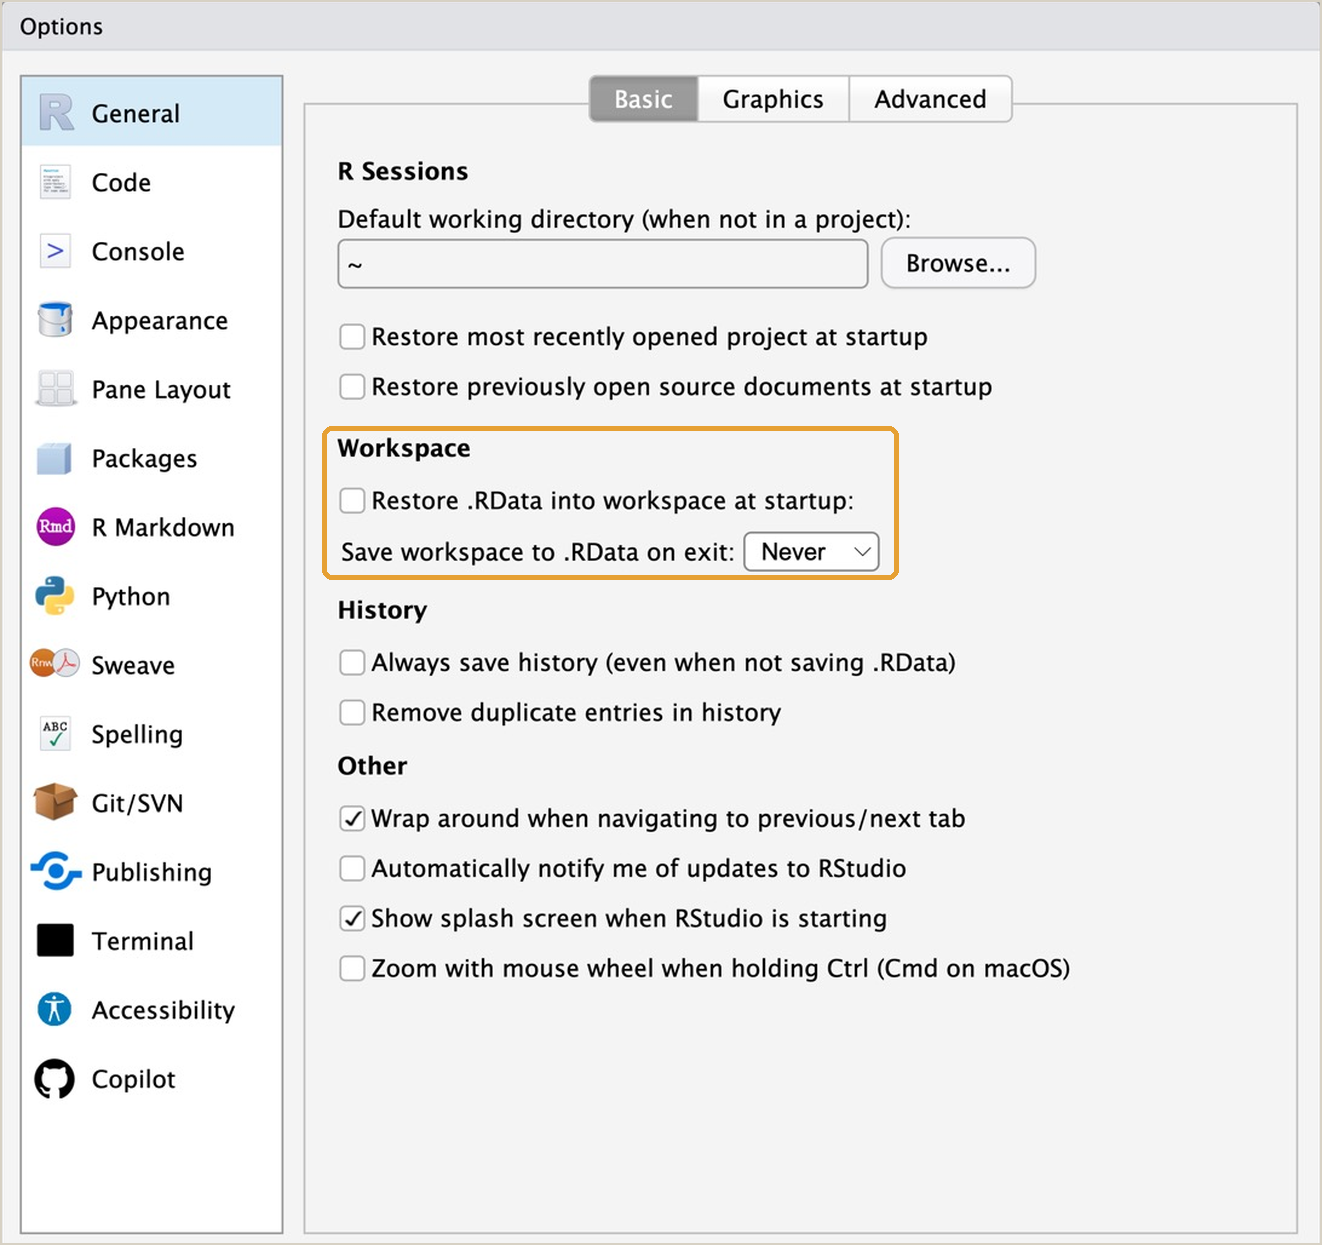 Options
General
Code
> Console
Appearance
Pane Layout
Packages
Rmd R Markdown
Python
Rnw Sweave
ABC Spelling
Git/SVN
Publishing
Terminal
Accessibility
Copilot
Basic Graphics Advanced
R Sessions
Default working directory (when not in a project):
~ Browse...
Restore most recently opened project at startup
Restore previously open source documents at startup
Workspace
Restore .RData into workspace at startup:
Save workspace to .RData on exit: Never
History
Always save history (even when not saving .RData)
Remove duplicate entries in history
Other
Wrap around when navigating to previous/next tab
Automatically notify me of updates to RStudio
Show splash screen when RStudio is starting
Zoom with mouse wheel when holding Ctrl (Cmd on macOS)